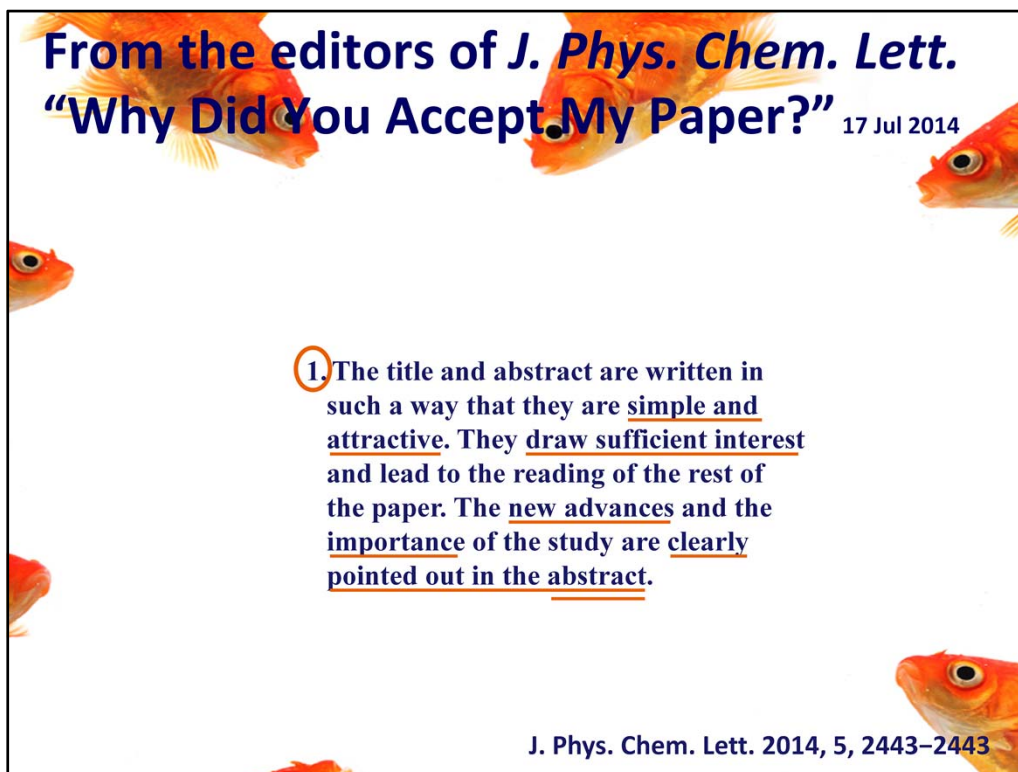 From the editors of J. Phys. Chem. Lett.
“Why Did You Accept My Paper?” 17 Jul 2014
1. The title and abstract are written in
such a way that they are simple and
attractive. They draw sufficient interest
and lead to the reading of the rest of
the paper. The new advances and the
importance of the study are clearly
pointed out in the abstract.
J. Phys. Chem. Lett. 2014, 5, 2443−2443